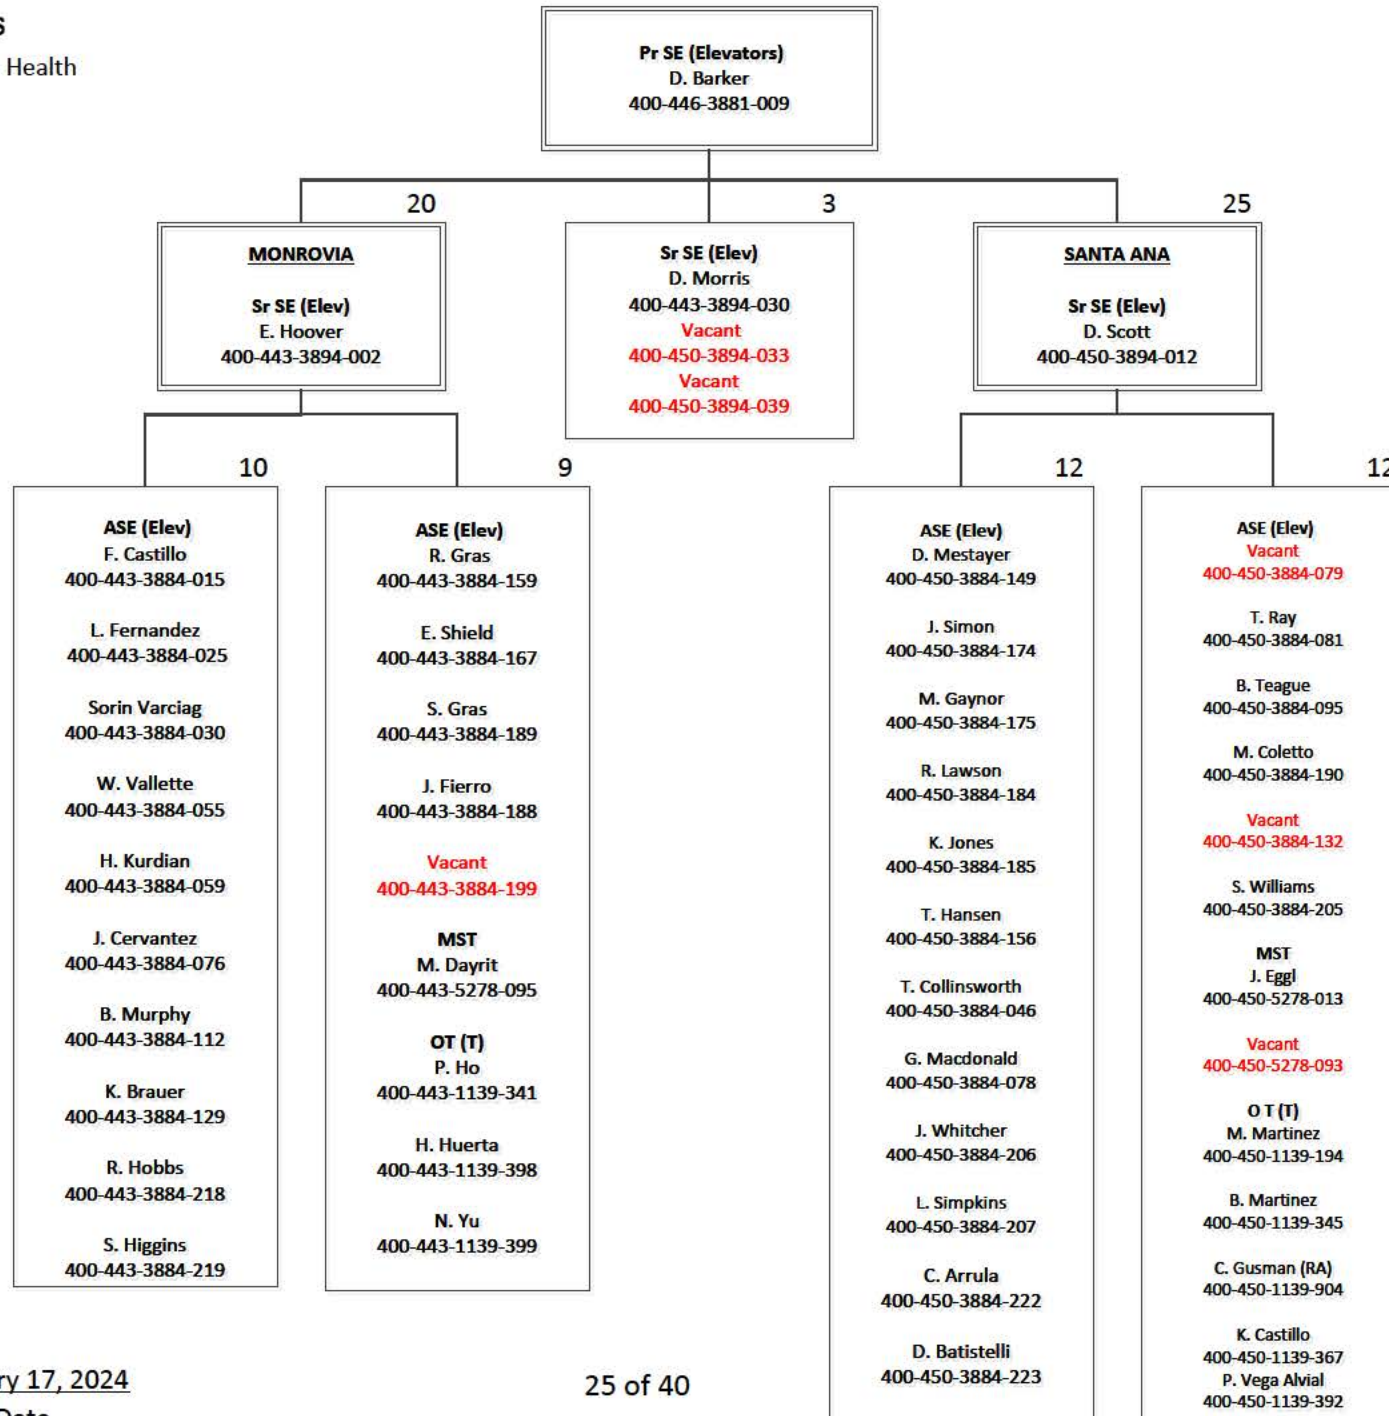 Health
Pr SE (Elevators)
D. Barker
400-446-3881-009
20
MONROVIA
Sr SE (Elev)
E. Hoover
400-443-3894-002
3
Sr SE (Elev)
D. Morris
400-443-3894-030
Vacant
400-450-3894-033
Vacant
400-450-3894-039
25
SANTA ANA
Sr SE (Elev)
D. Scott
400-450-3894-012
10
ASE (Elev)
F. Castillo
400-443-3884-015
L. Fernandez
400-443-3884-025
Sorin Varciag
400-443-3884-030
W. Vallette
400-443-3884-055
H. Kurdian
400-443-3884-059
J. Cervantez
400-443-3884-076
B. Murphy
400-443-3884-112
K. Brauer
400-443-3884-129
R. Hobbs
400-443-3884-218
S. Higgins
400-443-3884-219
9
ASE (Elev)
R. Gras
400-443-3884-159
E. Shield
400-443-3884-167
S. Gras
400-443-3884-189
J. Fierro
400-443-3884-188
Vacant
400-443-3884-199
MST
M. Dayrit
400-443-5278-095
OT (T)
P. Ho
400-443-1139-341
H. Huerta
400-443-1139-398
N. Yu
400-443-1139-399
12
ASE (Elev)
D. Mestayer
400-450-3884-149
J. Simon
400-450-3884-174
M. Gaynor
400-450-3884-175
R. Lawson
400-450-3884-184
K. Jones
400-450-3884-185
T. Hansen
400-450-3884-156
T. Collinsworth
400-450-3884-046
G. Macdonald
400-450-3884-078
J. Whitcher
400-450-3884-206
L. Simpkins
400-450-3884-207
C. Arrula
400-450-3884-222
D. Batistelli
400-450-3884-223
12
ASE (Elev)
Vacant
400-450-3884-079
T. Ray
400-450-3884-081
B. Teague
400-450-3884-095
M. Coletto
400-450-3884-190
Vacant
400-450-3884-132
S. Williams
400-450-3884-205
MST
J. Eggl
400-450-5278-013
Vacant
400-450-5278-093
O T (T)
M. Martinez
400-450-1139-194
B. Martinez
400-450-1139-345
C. Gusman (RA)
400-450-1139-904
K. Castillo
400-450-1139-367
P. Vega Alvial
400-450-1139-392
ry 17, 2024
25 of 40